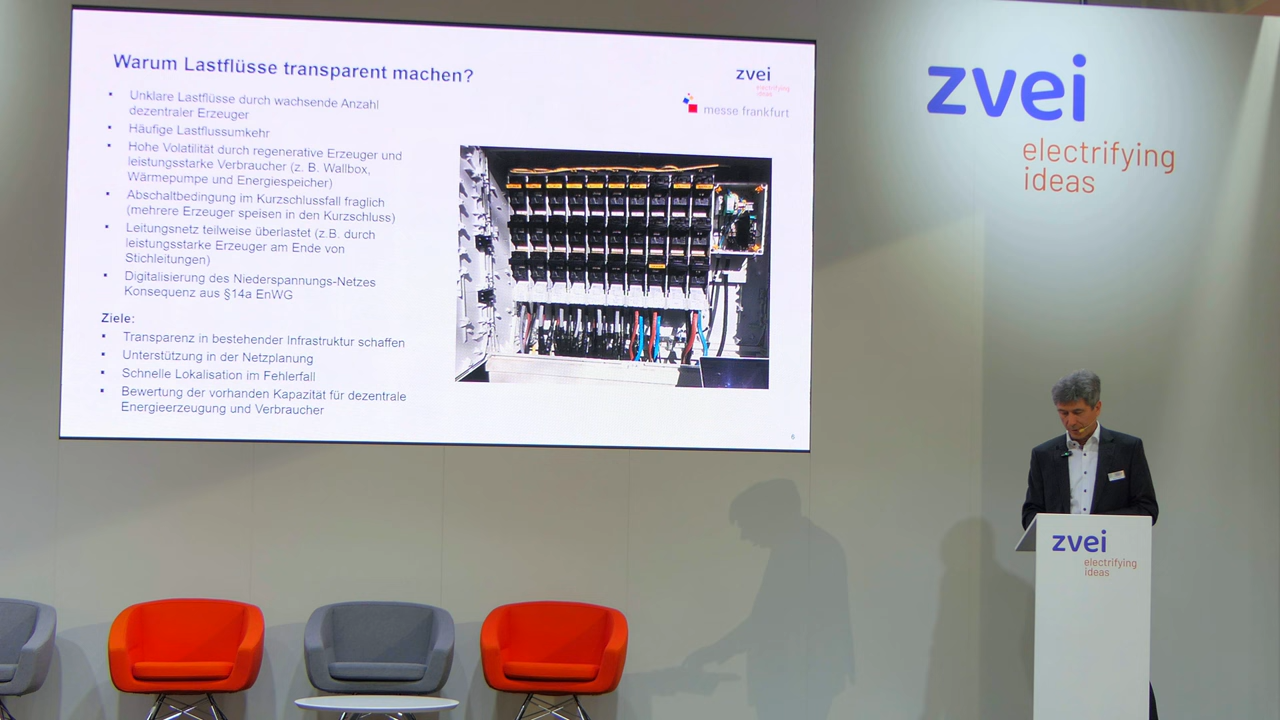 Warum Lastflüsse transparent machen?
zvei
electrifying
ideas
messe frankfurt
Unklare Lastflüsse durch wachsende Anzahl
dezentraler Erzeuger
Häufige Lastflussumkehr
Hohe Volatilität durch regenerative Erzeuger und
leistungsstarke Verbraucher (z. B. Wallbox,
Wärmepumpe und Energiespeicher)
Abschaltbedingung im Kurzschlussfall fraglich
(mehrere Erzeuger speisen in den Kurzschluss)
Leitungsnetz teilweise überlastet (z.B. durch
leistungsstarke Erzeuger am Ende von
Stichleitungen)
Digitalisierung des Niederspannungs-Netzes
Konsequenz aus §14a EnWG
Ziele:
Transparenz in bestehender Infrastruktur schaffen
Unterstützung in der Netzplanung
Schnelle Lokalisation im Fehlerfall
Bewertung der vorhanden Kapazität für dezentrale
Energieerzeugung und Verbraucher
6
zvei
electrifying
ideas
zvei
electrifying
ideas